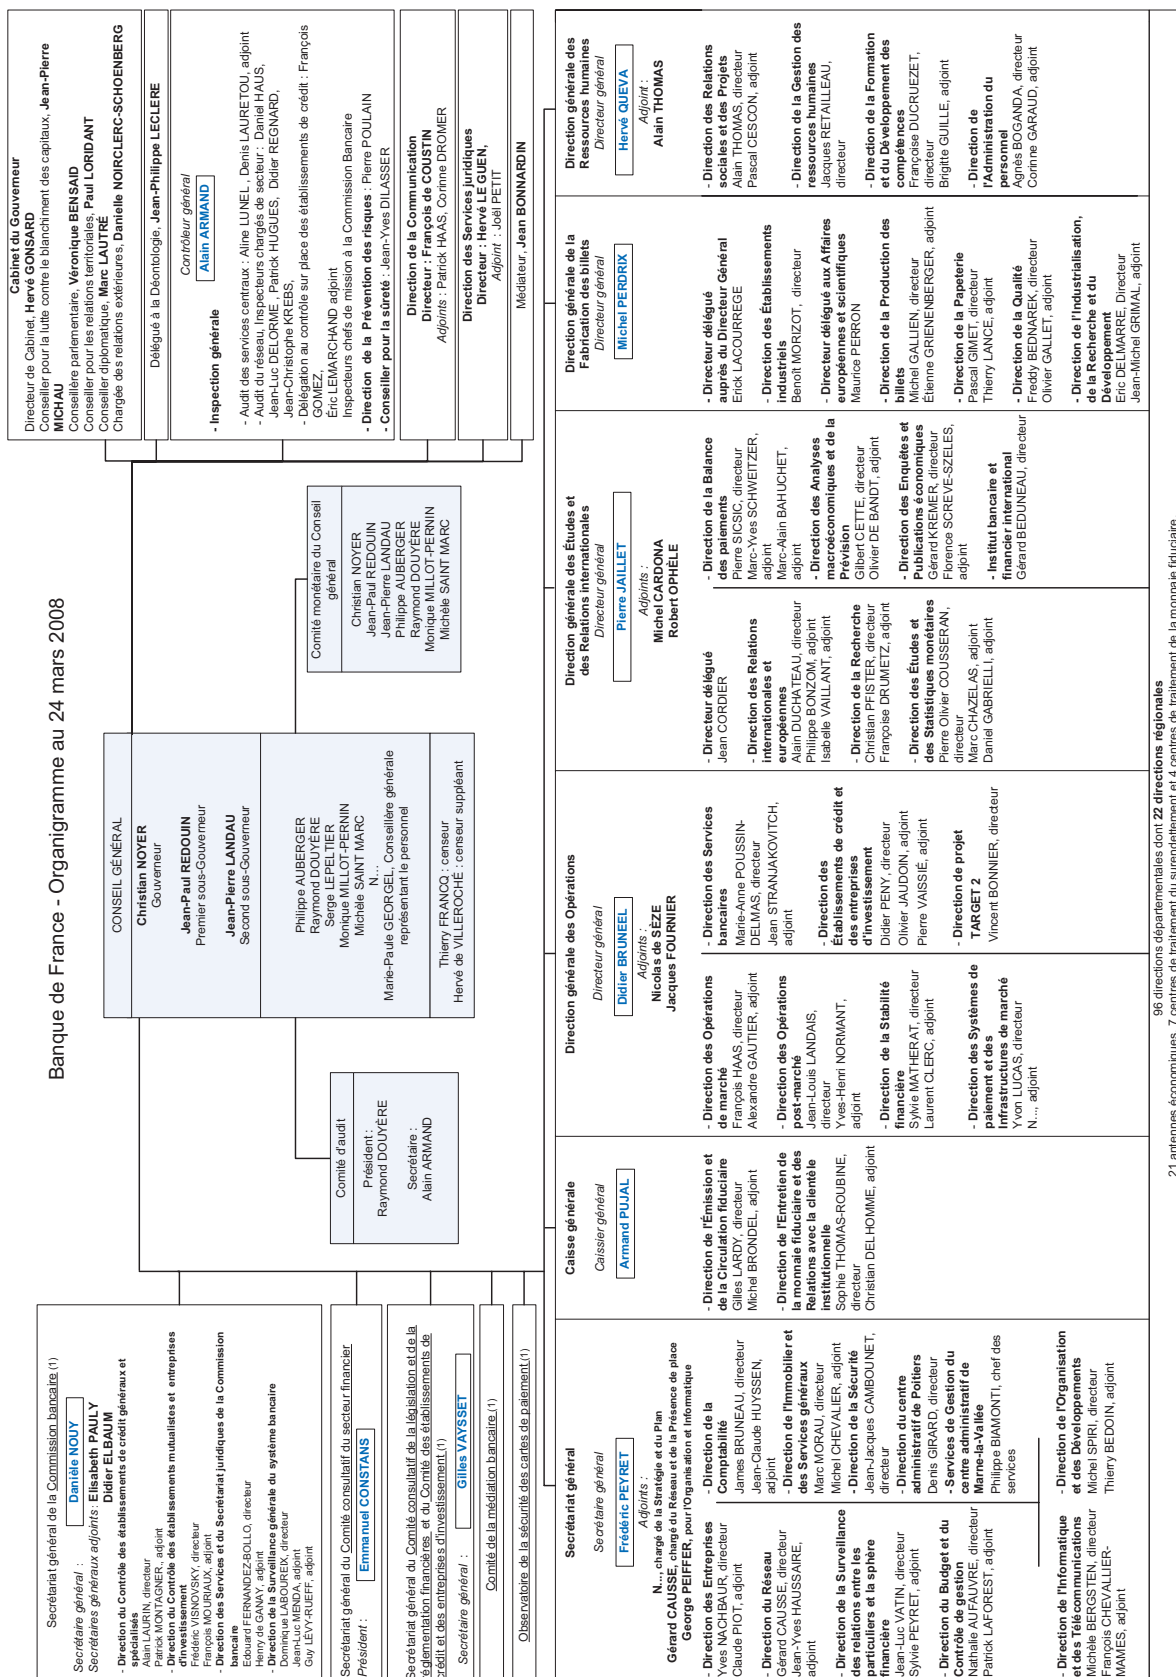 Banque de France - Organigramme au 24 mars 2008
Secrétariat général de la Commission bancaire (1)
Secrétaire général :
Danièle NOUY
Secrétaires généraux adjoints : Elisabeth PAULY
Didier ELBAUM
- Direction du Contrôle des établissements de crédit généraux et
spécialisés
Alain LAURIN, directeur
Patrick MONTAGNER,, adjoint
- Direction du Contrôle des établissements mutualistes et entreprises
d'investissement
Frédéric VISNOVSKY, directeur
François MOURIAUX, adjoint
- Direction des Services et du Secrétariat juridiques de la Commission
bancaire
Edouard FERNANDEZ-BOLLO, directeur
Henry de GANAY, adjoint
- Direction de la Surveillance générale du système bancaire
Dominique LABOUREIX, directeur
Jean-Luc MENDA, adjoint
Guy LÉVY-RUEFF, adjoint
Secrétariat général du Comité consultatif du secteur financier
Président :
Emmanuel CONSTANS
Secrétariat général du Comité consultatif de la législation et de la
réglementation financières et du Comité des établissements de
crédit et des entreprises d'investissement (1)
Secrétaire général :
Gilles VAYSSET
Comité de la médiation bancaire (1)
Observatoire de la sécurité des cartes de paiement (1)
Comité d'audit
Président :
Raymond DOUYÈRE
Secrétaire :
Alain ARMAND
CONSEIL GÉNÉRAL
Christian NOYER
Gouverneur
Jean-Paul REDOUIN
Premier sous-Gouverneur
Jean-Pierre LANDAU
Second sous-Gouverneur
Philippe AUBERGER
Raymond DOUYÈRE
Serge LEPELTIER
Monique MILLOT-PERNIN
Michèle SAINT MARC
N…
Marie-Paule GEORGEL, Conseillère générale
représentant le personnel
Thierry FRANCQ : censeur
Hervé de VILLEROCHÉ : censeur suppléant
Comité monétaire du Conseil
général
Christian NOYER
Jean-Paul REDOUIN
Jean-Pierre LANDAU
Philippe AUBERGER
Raymond DOUYÈRE
Monique MILLOT-PERNIN
Michèle SAINT MARC
Cabinet du Gouverneur
Directeur de Cabinet, Hervé GONSARD
Conseiller pour la lutte contre le blanchiment des capitaux, Jean-Pierre
MICHAU
Conseillère parlementaire, Véronique BENSAID
Conseiller pour les relations territoriales, Paul LORIDANT
Conseiller diplomatique, Marc LAUTRÉ
Chargée des relations extérieures, Danielle NOIRCLERC-SCHOENBERG
Délégué à la Déontologie, Jean-Philippe LECLERE
Contrôleur général
Alain ARMAND
- Inspection générale
- Audit des services centraux : Aline LUNEL , Denis LAURETOU, adjoint
- Audit du réseau, Inspecteurs chargés de secteur : Daniel HAUS,
Jean-Luc DELORME , Patrick HUGUES, Didier REGNARD,
Jean-Christophe KREBS,
- Délégation au contrôle sur place des établissements de crédit : François
GOMEZ,
Éric LEMARCHAND adjoint
Inspecteurs chefs de mission à la Commission Bancaire
- Direction de la Prévention des risques : Pierre POULAIN
- Conseiller pour la sûreté : Jean-Yves DILASSER
Direction de la Communication
Directeur : François de COUSTIN
Adjoints : Patrick HAAS, Corinne DROMER
Direction des Services juridiques
Directeur : Hervé LE GUEN,
Adjoint : Joël PETIT
Médiateur, Jean BONNARDIN
Secrétariat général
Secrétaire général
Frédéric PEYRET
Adjoints :
N..., chargé de la Stratégie et du Plan
Gérard CAUSSE, chargé du Réseau et de la Présence de place
George PEIFFER, pour l'Organisation et Informatique
- Direction des Entreprises
Yves NACHBAUR, directeur
Claude PIOT, adjoint
- Direction du Réseau
Gérard CAUSSE, directeur
Jean-Yves HAUSSAIRE,
adjoint
- Direction de la Surveillance
des relations entre les
particuliers et la sphère
financière
Jean-Luc VATIN, directeur
Sylvie PEYRET, adjoint
- Direction du Budget et du
Contrôle de gestion
Nathalie AUFAUVRE, directeur
Patrick LAFOREST, adjoint
- Direction de l'Informatique
et des Télécommunications
Michèle BERGSTEN, directeur
François CHEVALLIER-
MAMES, adjoint
- Direction de la
Comptabilité
James BRUNEAU, directeur
Jean-Claude HUYSSEN,
adjoint
- Direction de l'Immobilier et
des Services généraux
Marc MORAU, directeur
Michel CHEVALIER, adjoint
- Direction de la Sécurité
Jean-Jacques CAMBOUNET,
directeur
- Direction du centre
administratif de Poitiers
Denis GIRARD, directeur
- Services de Gestion du
centre administratif de
Marne-la-Vallée
Philippe BIAMONTI, chef des
services
- Direction de l'Organisation
et des Développements
Michel SPIRI, directeur
Thierry BEDOIN, adjoint
Caisse générale
Caissier général
Armand PUJAL
- Direction de l'Émission et
de la Circulation fiduciaire
Gilles LARDY, directeur
Michel BRONDEL, adjoint
- Direction de l'Entretien de
la monnaie fiduciaire et des
Relations avec la clientèle
institutionnelle
Sophie THOMAS-ROUBINE,
directeur
Christian DELHOMME, adjoint
Direction générale des Opérations
Directeur général
Didier BRUNEEL
Adjoints :
Nicolas de SÈZE
Jacques FOURNIER
- Direction des Opérations
de marché
François HAAS, directeur
Alexandre GAUTIER, adjoint
- Direction des Opérations
post-marché
Jean-Louis LANDAIS,
directeur
Yves-Henri NORMANT,
adjoint
- Direction de la Stabilité
financière
Sylvie MATHERAT, directeur
Laurent CLERC, adjoint
- Direction des Systèmes de
paiement et des
Infrastructures de marché
Yvon LUCAS, directeur
N..., adjoint
- Direction des Services
bancaires
Marie-Anne POUSSIN-
DELMAS, directeur
Jean STRANJAKOVITCH,
adjoint
- Direction des
Établissements de crédit et
des entreprises
d'Investissement
Didier PENY, directeur
Olivier JAUDOIN, adjoint
Pierre VAISSIÉ, adjoint
- Direction de projet
TARGET 2
Vincent BONNIER, directeur
Direction générale des Études et
des Relations internationales
Directeur général
Pierre JAILLET
Adjoints :
Michel CARDONA
Robert OPHÈLE
- Directeur délégué
Jean CORDIER
- Direction des Relations
internationales et
européennes
Alain DUCHATEAU, directeur
Philippe BONZOM, adjoint
Isabelle VAILLANT, adjoint
- Direction de la Recherche
Christian PFISTER, directeur
Françoise DRUMETZ, adjoint
- Direction des Études et
des Statistiques monétaires
Pierre Olivier COUSSERAN,
directeur
Marc CHAZELAS, adjoint
Daniel GABRIELLI, adjoint
- Direction de la Balance
des paiements
Pierre SICSIC, directeur
Marc-Yves SCHWEITZER,
adjoint
Marc-Alain BAHUCHET,
adjoint
- Direction des Analyses
macroéconomiques et de la
Prévision
Gilbert CETTE, directeur
Olivier DE BANDT, adjoint
- Direction des Enquêtes et
Publications économiques
Gérard KREMER, directeur
Florence SCREVE-SZELES,
adjoint
- Institut bancaire et
financier international
Gérard BEDUNEAU, directeur
Direction générale de la
Fabrication des billets
Directeur général
Michel PERDRIX
- Directeur délégué
auprès du Directeur Général
Erick LACOURREGE
- Direction des Établissements
industriels
Benoît MORIZOT, directeur
- Directeur délégué aux Affaires
européennes et scientifiques
Maurice PERRON
- Direction de la Production des
billets
Michel GALLIEN, directeur
Étienne GRIENENBERGER, adjoint
- Direction de la Papeterie
Pascal GIMET, directeur
Thierry LANCE, adjoint
- Direction de la Qualité
Freddy BEDNAREK, directeur
Olivier GALLET, adjoint
- Direction de l'Industrialisation,
de la Recherche et du
Développement
Eric DELMARRE, Directeur
Jean-Michel GRIMAL, adjoint
Direction générale des
Ressources humaines
Directeur général
Hervé QUEVA
Adjoint :
Alain THOMAS
- Direction des Relations
sociales et des Projets
Alain THOMAS, directeur
Pascal CESCON, adjoint
- Direction de la Gestion des
ressources humaines
Jacques RETAILLEAU,
directeur
- Direction de la Formation
et du Développement des
compétences
Françoise DUCRUEZET,
directeur
Brigitte GUILLE, adjoint
- Direction de
l'Administration du
personnel
Agnès BOGANDA, directeur
Corinne GARAUD, adjoint
96 directions départementales dont 22 directions régionales
21 antennes économiques, 7 centres de traitement du surendettement et 4 centres de traitement de la monnaie fiduciaire